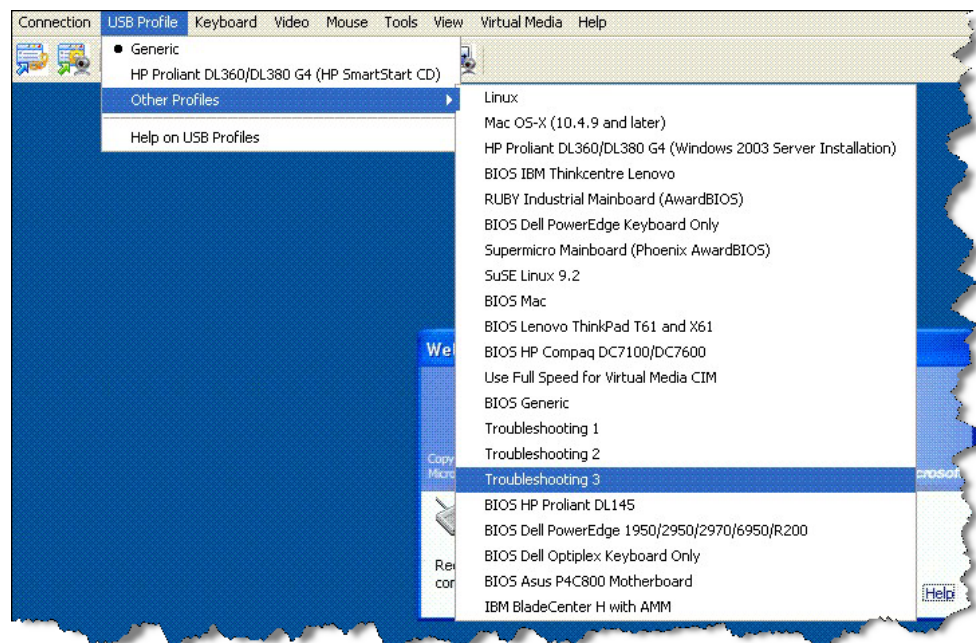 Connection USB Profile Keyboard Video Mouse Tools View Virtual Media Help
Generic
HP Proliant DL360/DL380 G4 (HP SmartStart CD)
Other Profiles
Help on USB Profiles
Linux
Mac OS-X (10.4.9 and later)
HP Proliant DL360/DL380 G4 (Windows 2003 Server Installation)
BIOS IBM Thinkcentre Lenovo
RUBY Industrial Mainboard (AwardBIOS)
BIOS Dell PowerEdge Keyboard Only
Supermicro Mainboard (Phoenix AwardBIOS)
SuSE Linux 9.2
BIOS Mac
BIOS Lenovo ThinkPad T61 and X61
BIOS HP Compaq DC7100/DC7600
Use Full Speed for Virtual Media CIM
BIOS Generic
Troubleshooting 1
Troubleshooting 2
Troubleshooting 3
BIOS HP Proliant DL145
BIOS Dell PowerEdge 1950/2950/2970/6950/R200
BIOS Dell Optiplex Keyboard Only
BIOS Asus P4C800 Motherboard
IBM BladeCenter H with AMM
Wel
Copy
Micro
crosoft
Rec
cor
Help